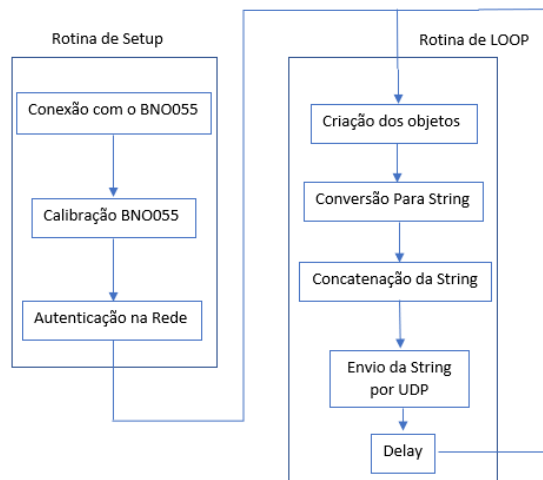 Rotina de Setup
Conexão com o BNO055
Calibração BNO055
Autenticação na Rede
Rotina de LOOP
Criação dos objetos
Conversão Para String
Concatenação da String
Envio da String
por UDP
Delay